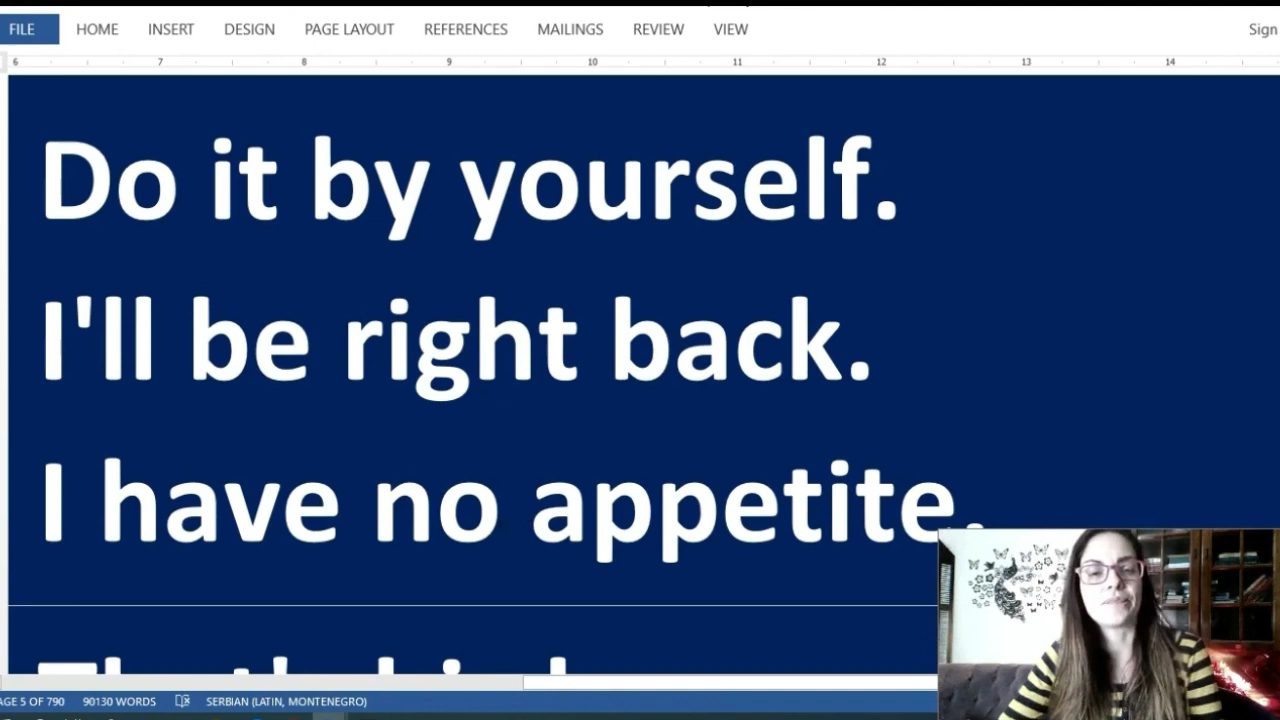 FILE HOME INSERT DESIGN PAGE LAYOUT REFERENCES MAILINGS REVIEW VIEW Sign
6 7 8 9 10 11 12 13 14
Do it by yourself.
I'll be right back.
I have no appetite.
AGE 5 OF 790 90130 WORDS SERBIAN (LATIN, MONTENEGRO)